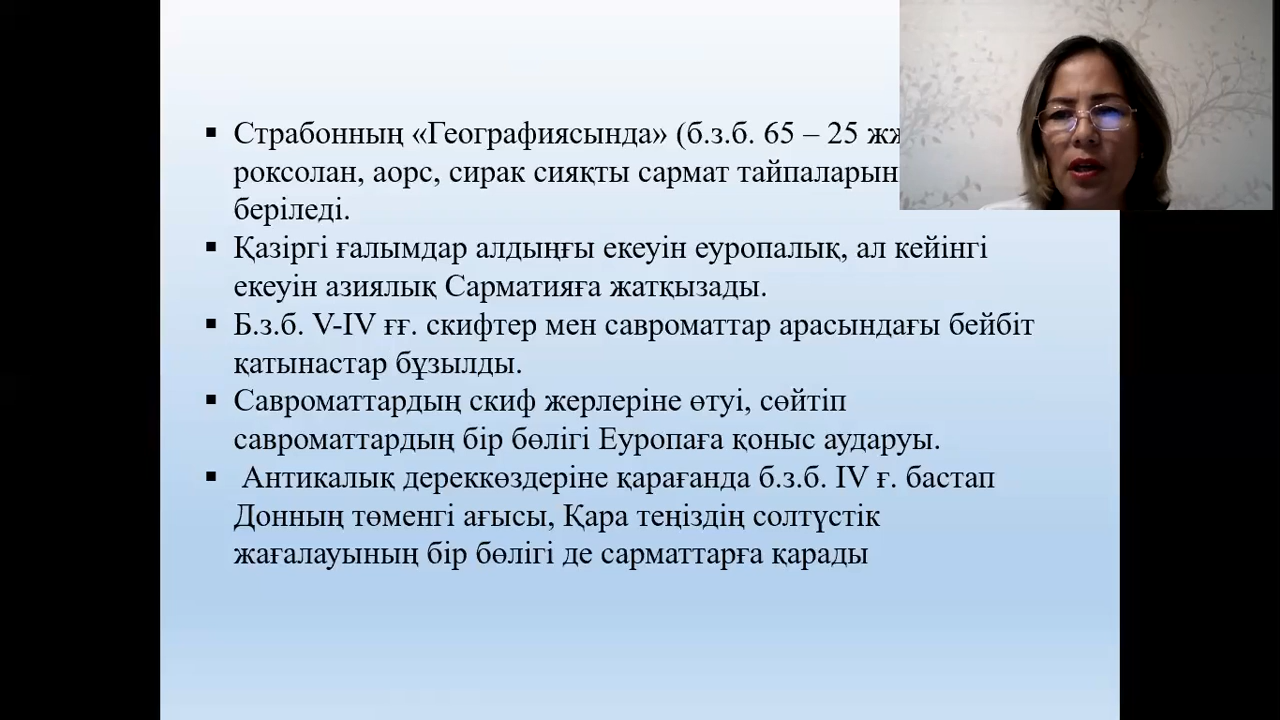 ▪ Страбонның «Географиясында» (б.з.б. 65 – 25
роксолан, аорс, сирак сияқты сармат
беріледі.
▪ Қазіргі ғалымдар алдыңғы екеуін еуропалық, ал кейінгі
екеуін азиялық Сарматияға жатқызады.
▪ Б.з.б. V-IV ғғ. скифтер мен савроматтар арасындағы бейбіт
қатынастар бұзылды.
▪ Савроматтардың скиф жерлеріне өтуі, сөйтіп
савроматтардың бір бөлігі Еуропаға қоныс аударуы.
▪ Антикалық дереккөздеріне қарағанда б.з.б. IV ғ. бастап
Донның төменгі ағысы, Қара теңіздің солтүстік
жағалауының бір бөлігі де сарматтарға қарады